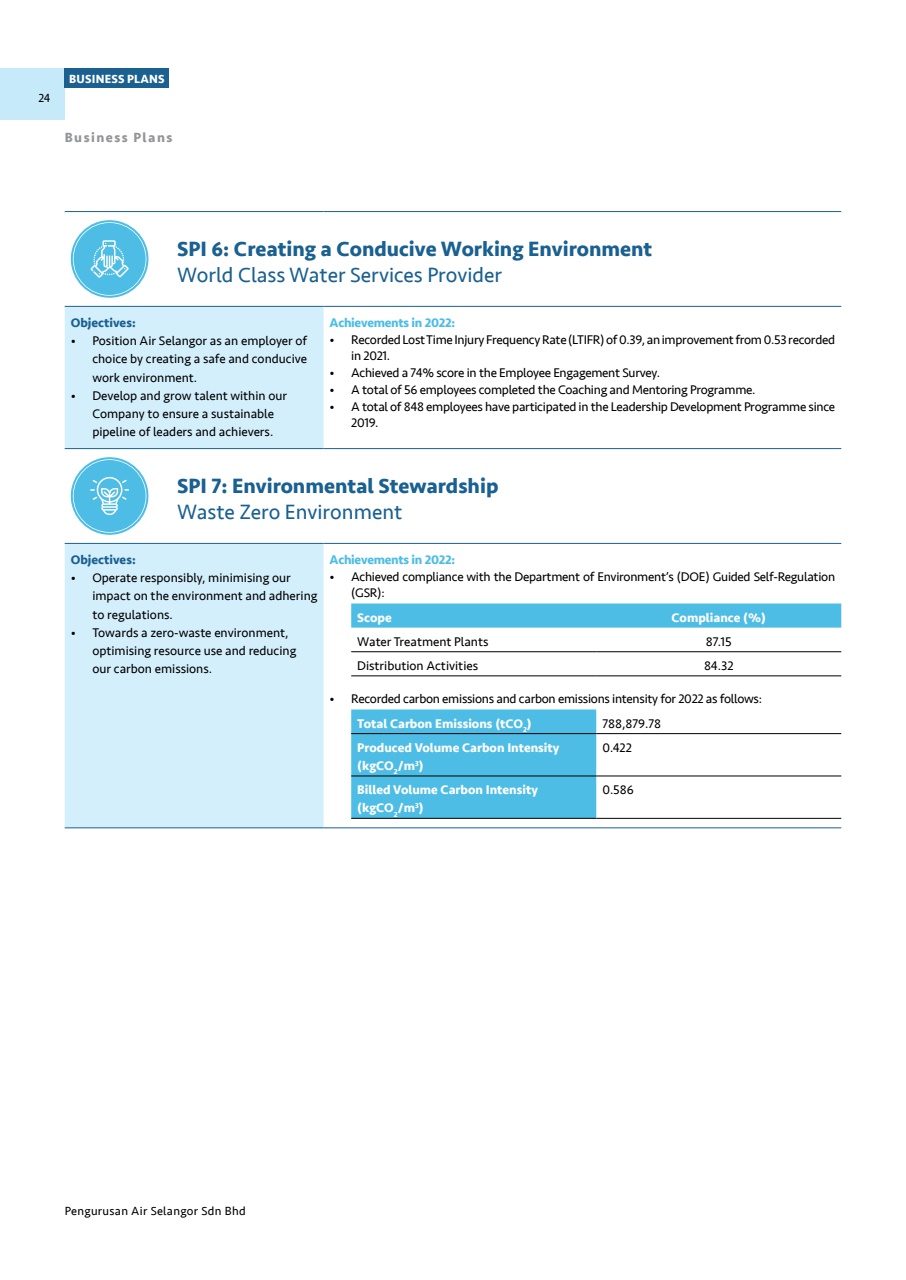 BUSINESS PLANS
24
Business Plans
SPI 6: Creating a Conducive Working Environment
World Class Water Services Provider
Objectives:
• Position Air Selangor as an employer of
choice by creating a safe and conducive
work environment.
• Develop and grow talent within our
Company to ensure a sustainable
pipeline of leaders and achievers.
Achievements in 2022:
• Recorded Lost Time Injury Frequency Rate (LTIFR) of 0.39, an improvement from 0.53 recorded
in 2021.
• Achieved a 74% score in the Employee Engagement Survey.
• A total of 56 employees completed the Coaching and Mentoring Programme.
• A total of 848 employees have participated in the Leadership Development Programme since
2019.
SPI 7: Environmental Stewardship
Waste Zero Environment
Objectives:
• Operate responsibly, minimising our
impact on the environment and adhering
to regulations.
• Towards a zero-waste environment,
optimising resource use and reducing
our carbon emissions.
Achievements in 2022:
• Achieved compliance with the Department of Environment’s (DOE) Guided Self-Regulation
(GSR):
Scope Compliance (%)
Water Treatment Plants 87.15
Distribution Activities 84.32
• Recorded carbon emissions and carbon emissions intensity for 2022 as follows:
Total Carbon Emissions (tCO₂) 788,879.78
Produced Volume Carbon Intensity 0.422
(kgCO₂/m³)
Billed Volume Carbon Intensity 0.586
(kgCO₂/m³)
Pengurusan Air Selangor Sdn Bhd